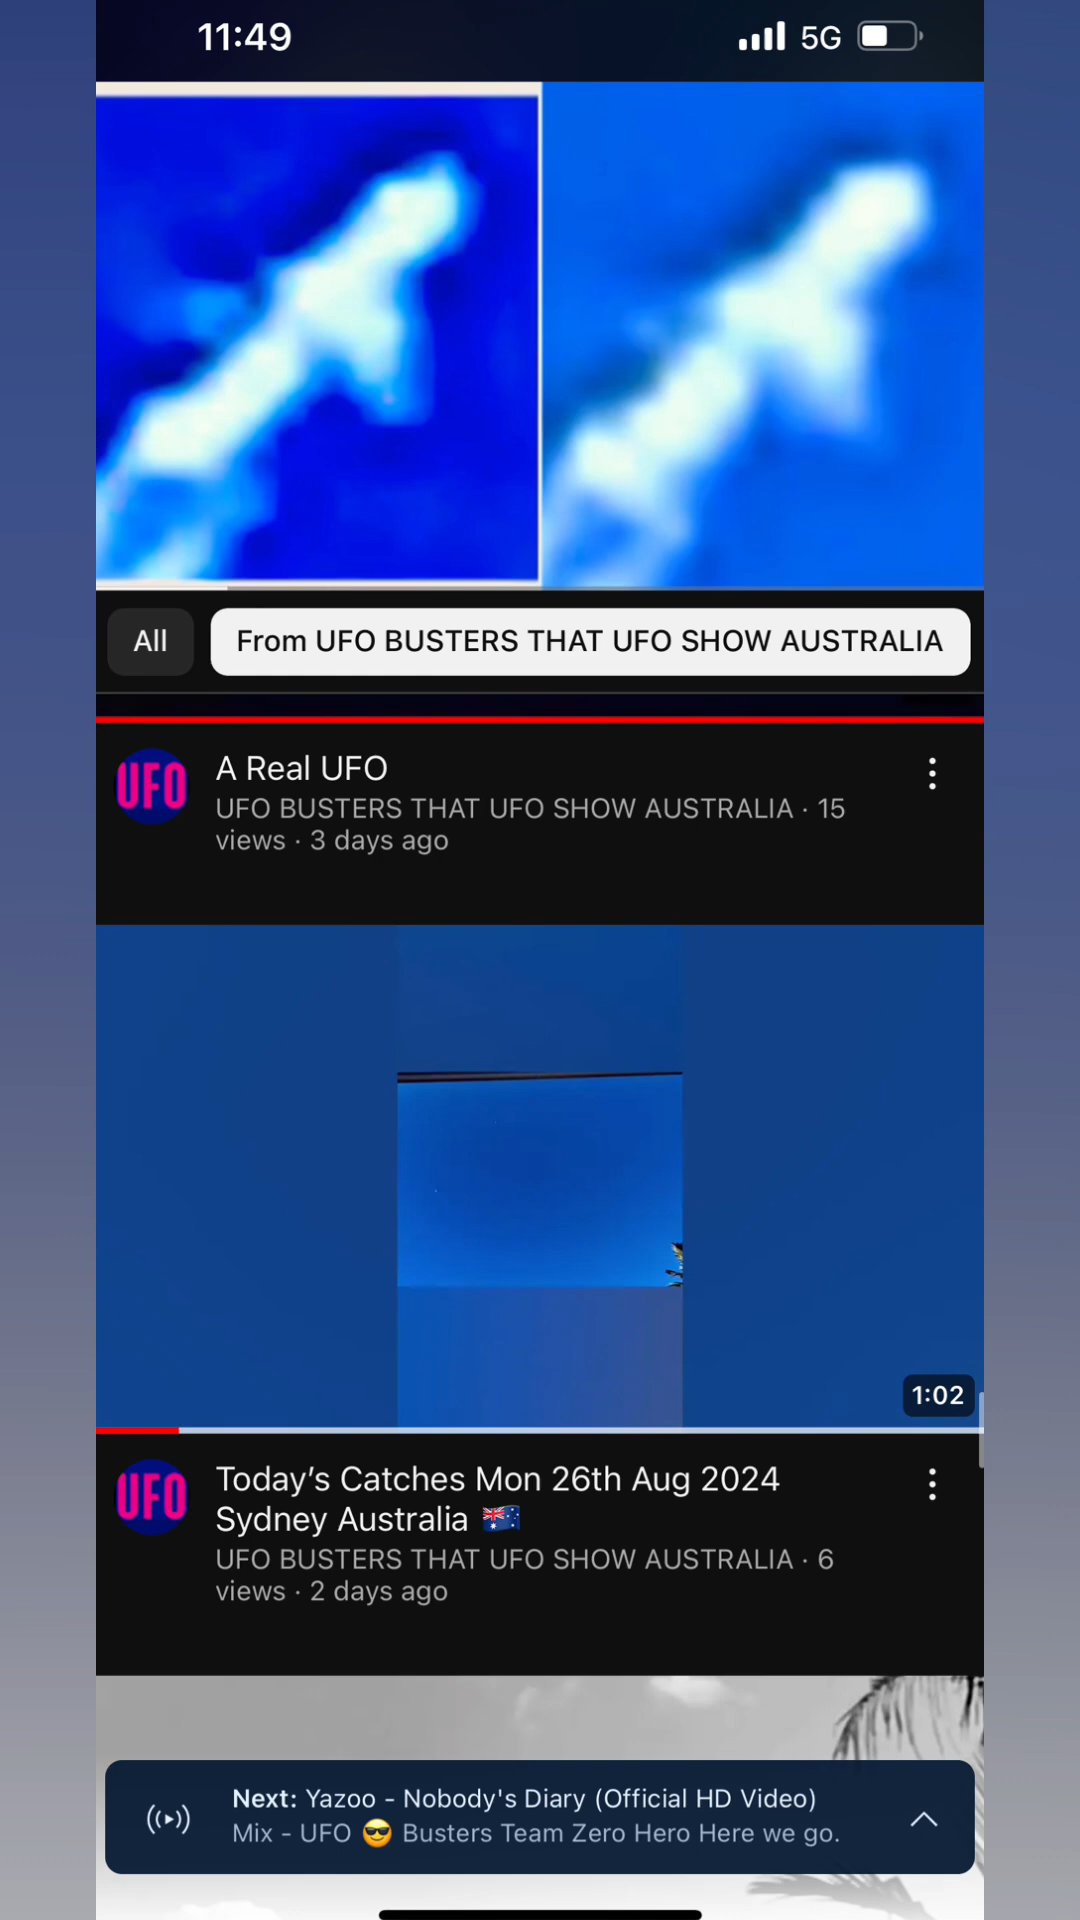 11:49
5G
All
From UFO BUSTERS THAT UFO SHOW AUSTRALIA
UFO
A Real UFO
UFO BUSTERS THAT UFO SHOW AUSTRALIA · 15
views · 3 days ago
1:02
UFO
Today's Catches Mon 26th Aug 2024
Sydney Australia 🇦🇺
UFO BUSTERS THAT UFO SHOW AUSTRALIA · 6
views · 2 days ago
Next: Yazoo - Nobody's Diary (Official HD Video)
Mix - UFO 😎 Busters Team Zero Hero Here we go.